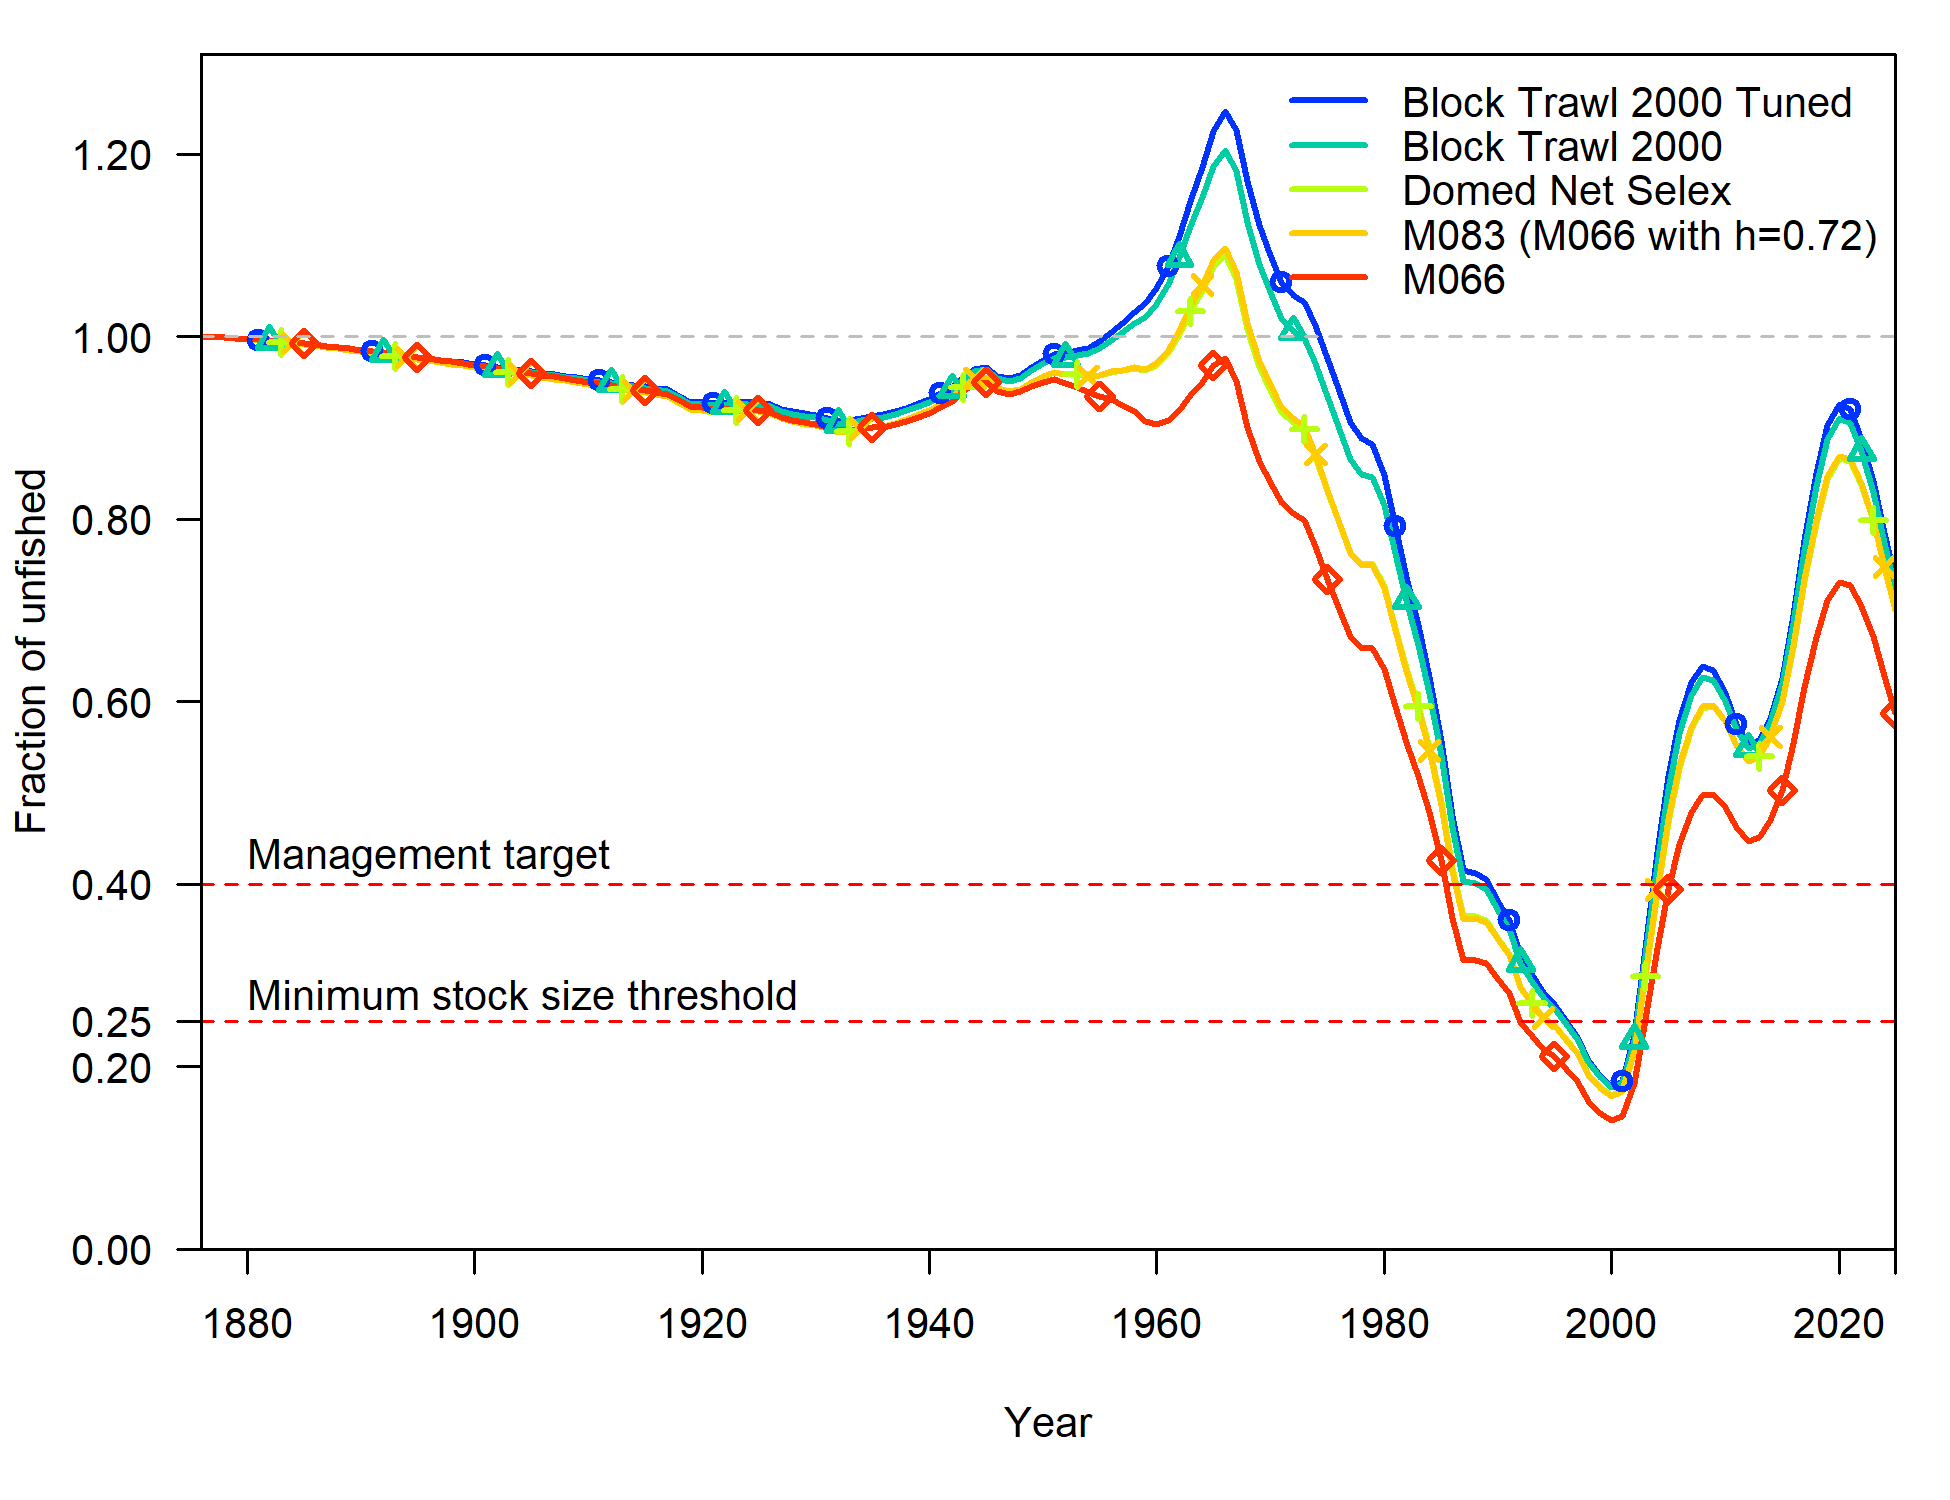 Block Trawl 2000 Tuned
Block Trawl 2000
Domed Net Selex
M083 (M066 with h=0.72)
M066
1.20
1.00
0.80
0.60
0.40
0.25
0.20
0.00
Fraction of unfished
Management target
Minimum stock size threshold
1880 1900 1920 1940 1960 1980 2000 2020
Year